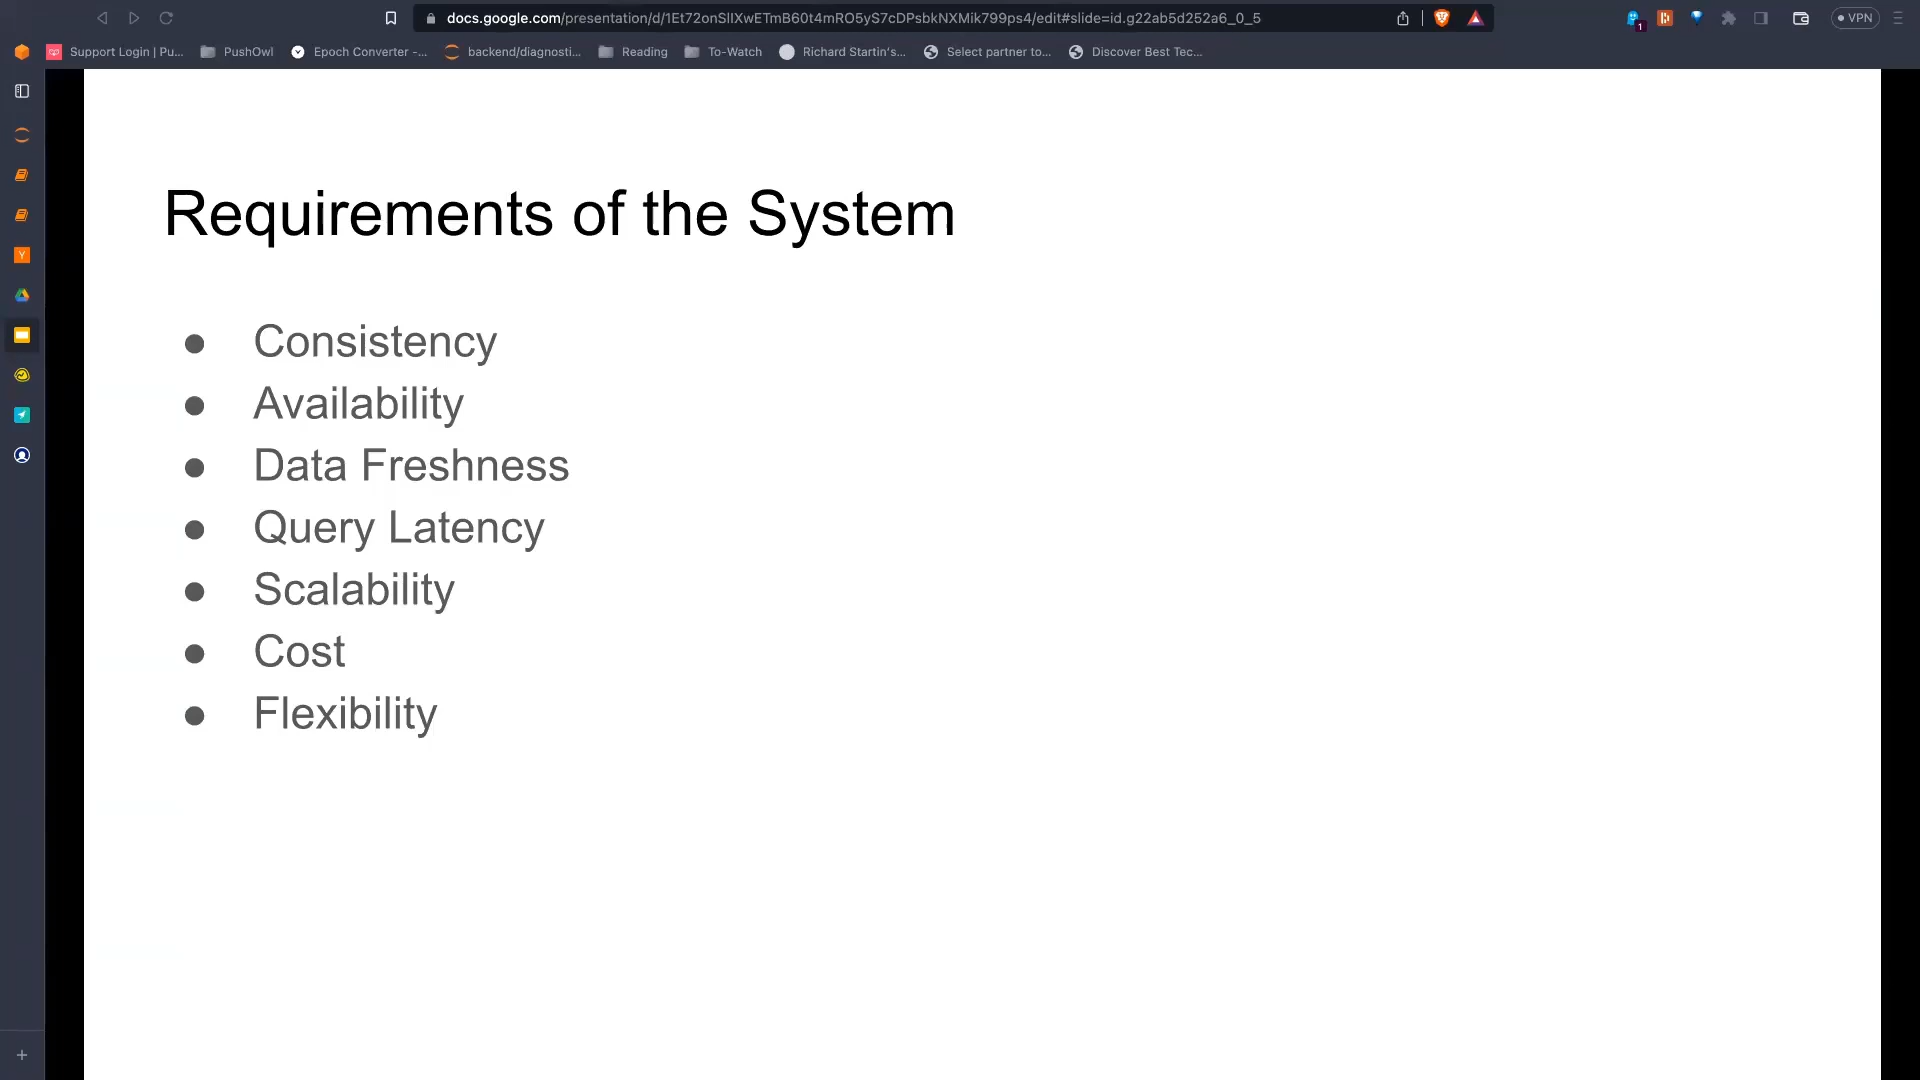 docs.google.com/presentation/d/1Et72onSlIXwETmB60t4mRO5yS7cDPsbkNXMik799ps4/edit#slide=id.g22ab5d252a6_0_5
1
VPN
Support Login | Pu...
PushOwl
Epoch Converter -...
backend/diagnosti...
Reading
To-Watch
Richard Startin's...
Select partner to...
Discover Best Tec...
Y
Requirements of the System
● Consistency
● Availability
● Data Freshness
● Query Latency
● Scalability
● Cost
● Flexibility